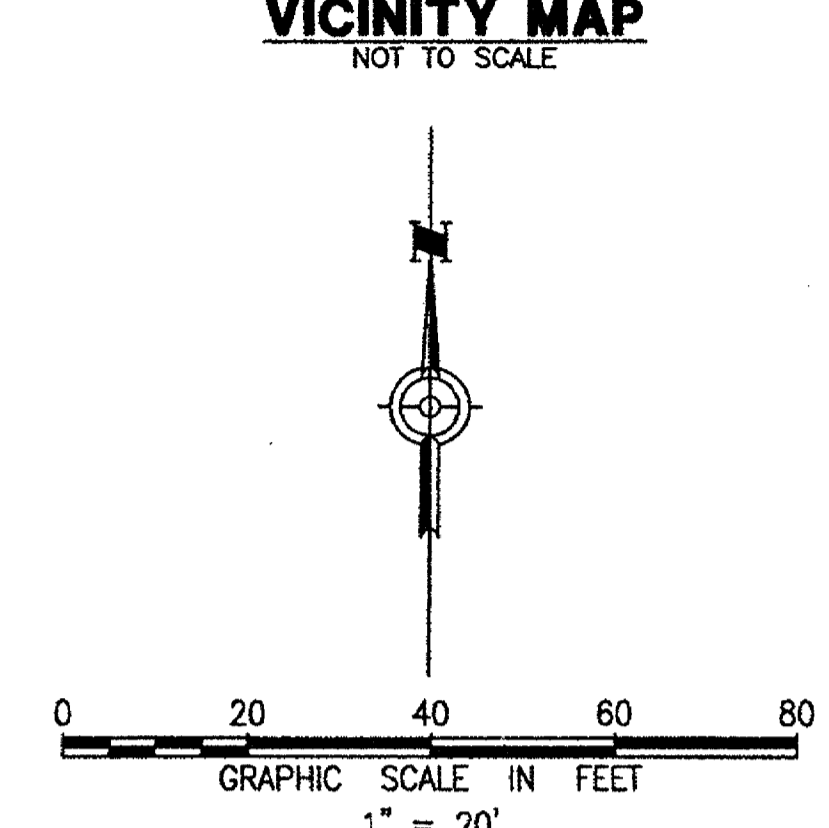 VICINITY MAP
NOT TO SCALE
N
0 20 40 60 80
GRAPHIC SCALE IN FEET
1" = 20'